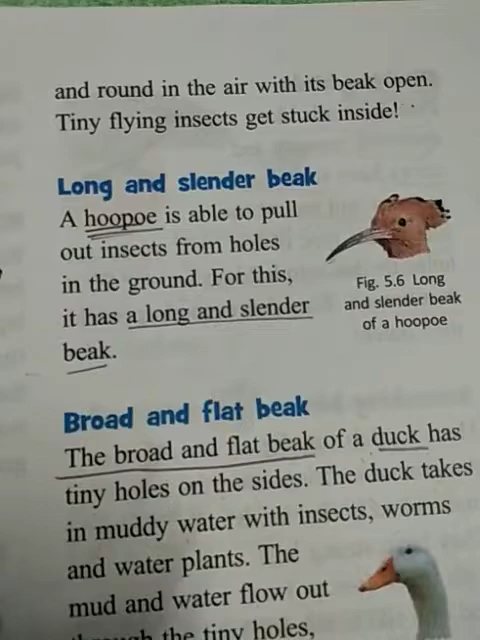 and round in the air with its beak open.
Tiny flying insects get stuck inside!
Long and slender beak
A hoopoe is able to pull
out insects from holes
in the ground. For this,
it has a long and slender
beak.
Fig. 5.6 Long
and slender beak
of a hoopoe
Broad and flat beak
The broad and flat beak of a duck has
tiny holes on the sides. The duck takes
in muddy water with insects, worms
and water plants. The
mud and water flow out
through the tiny holes,